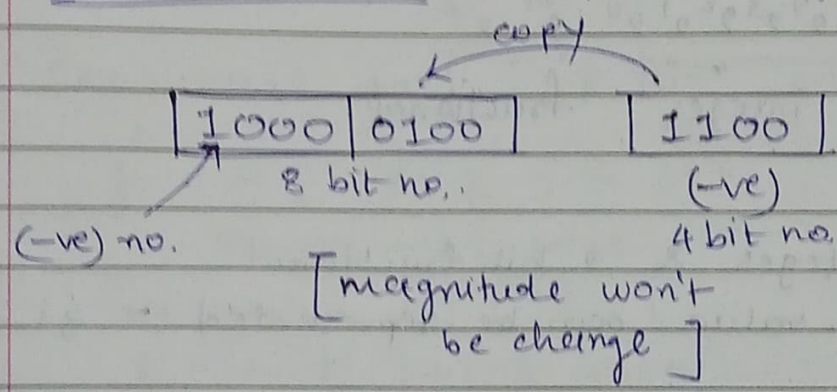 copy
1000 0100 1100
8 bit no.. (-ve)
(-ve) no. 4 bit no.
[magnitude won't
be change]